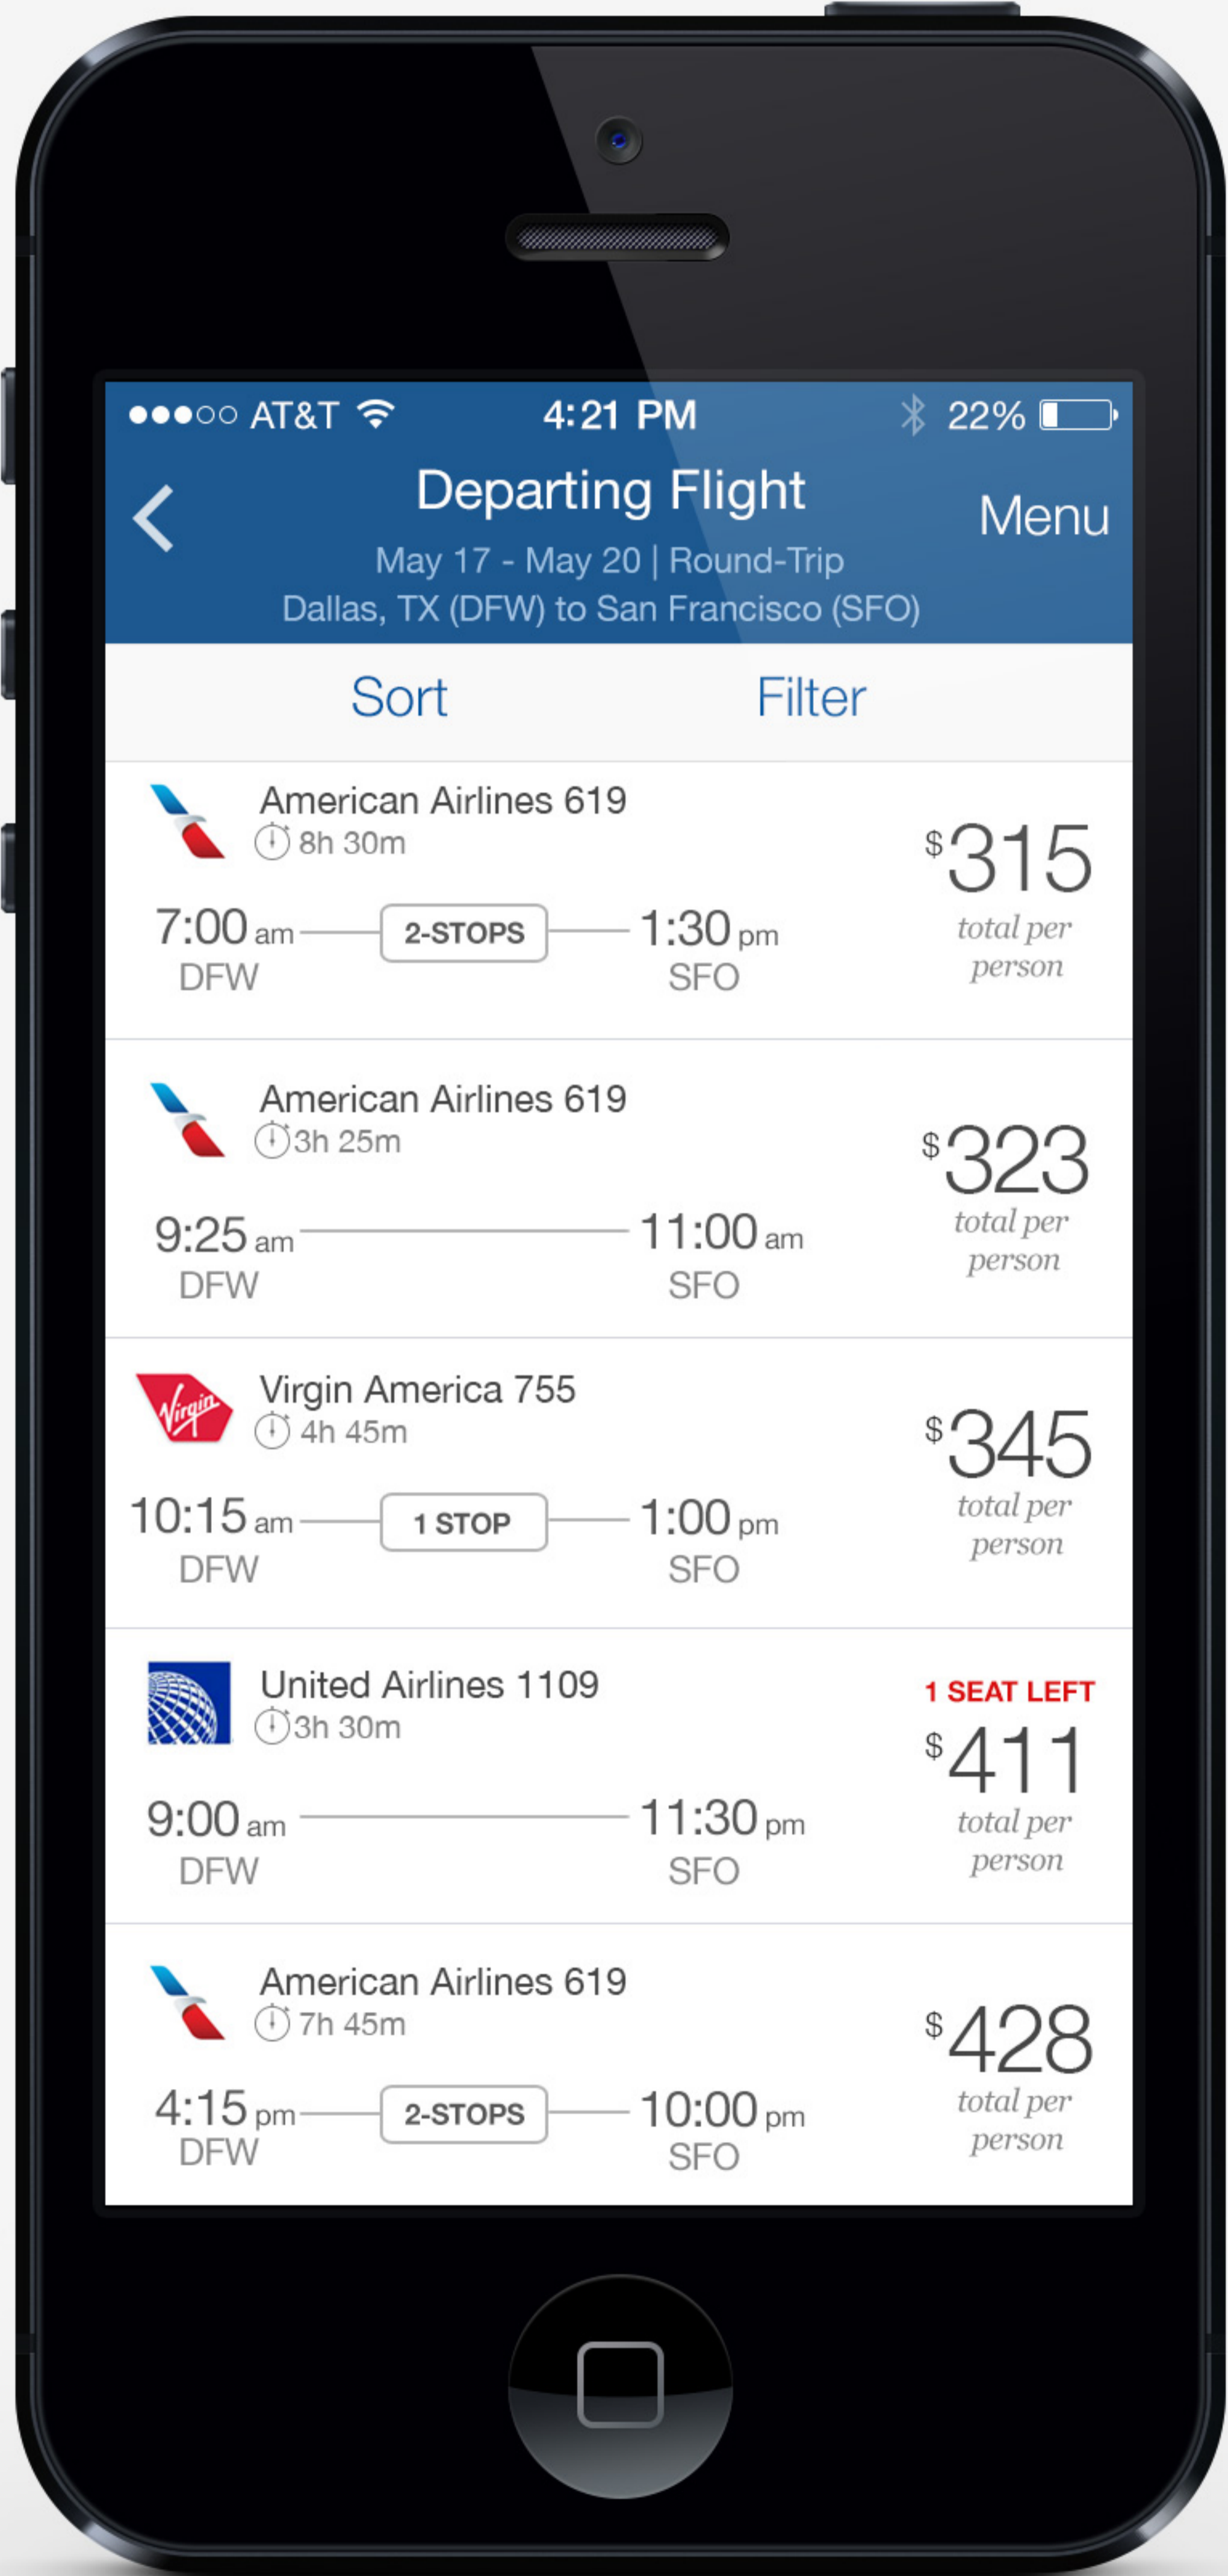 AT&T 4:21 PM 22%
Departing Flight
Menu
May 17 - May 20 | Round-Trip
Dallas, TX (DFW) to San Francisco (SFO)
Sort Filter
American Airlines 619
8h 30m
$315
7:00 am 2-STOPS 1:30 pm
DFW SFO
total per
person
American Airlines 619
3h 25m
$323
9:25 am 11:00 am
DFW SFO
total per
person
Virgin
Virgin America 755
4h 45m
$345
10:15 am 1 STOP 1:00 pm
DFW SFO
total per
person
United Airlines 1109
3h 30m
1 SEAT LEFT
$411
9:00 am 11:30 pm
DFW SFO
total per
person
American Airlines 619
7h 45m
$428
4:15 pm 2-STOPS 10:00 pm
DFW SFO
total per
person